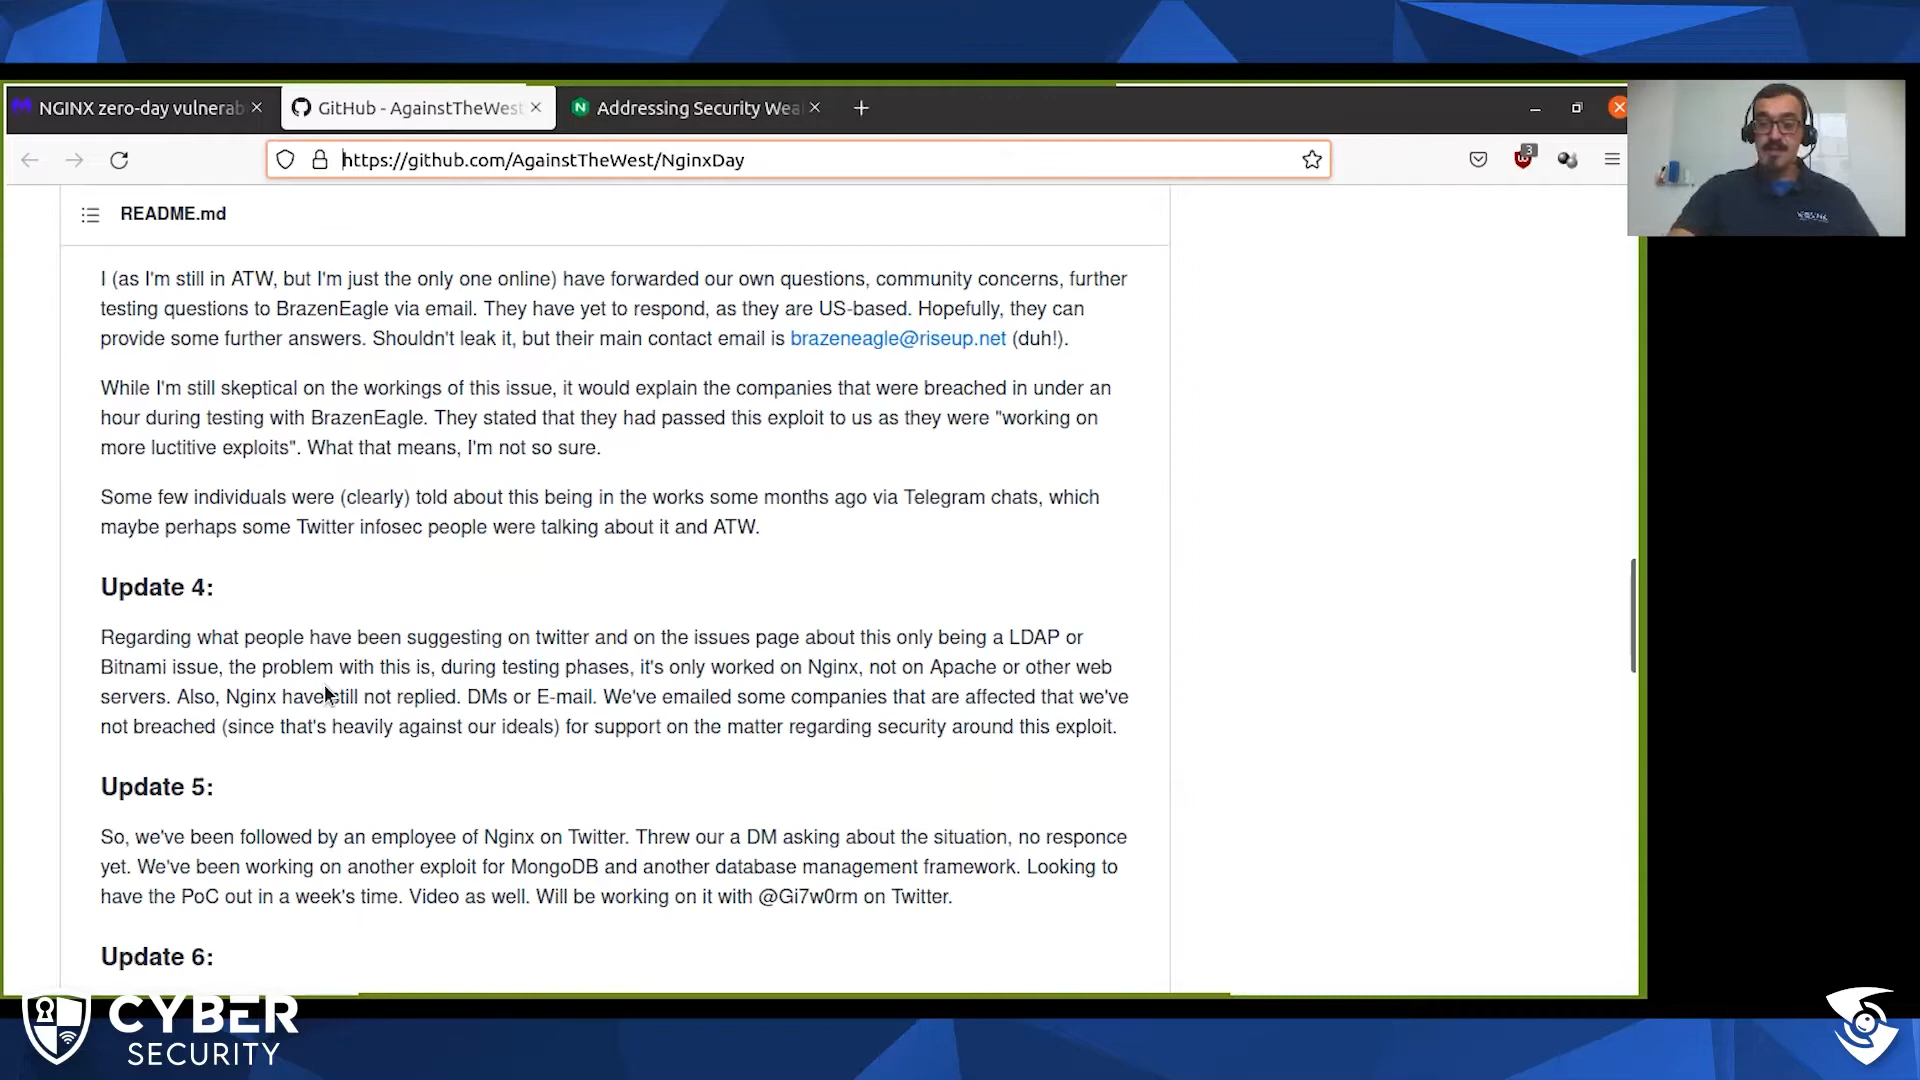 NGINX zero-day vulnerab
GitHub - AgainstTheWest
Addressing Security Wea
https://github.com/AgainstTheWest/NginxDay
3
README.md
I (as I'm still in ATW, but I'm just the only one online) have forwarded our own questions, community concerns, further
testing questions to BrazenEagle via email. They have yet to respond, as they are US-based. Hopefully, they can
provide some further answers. Shouldn't leak it, but their main contact email is brazeneagle@riseup.net (duh!).
While I'm still skeptical on the workings of this issue, it would explain the companies that were breached in under an
hour during testing with BrazenEagle. They stated that they had passed this exploit to us as they were "working on
more luctitive exploits". What that means, I'm not so sure.
Some few individuals were (clearly) told about this being in the works some months ago via Telegram chats, which
maybe perhaps some Twitter infosec people were talking about it and ATW.
Update 4:
Regarding what people have been suggesting on twitter and on the issues page about this only being a LDAP or
Bitnami issue, the problem with this is, during testing phases, it's only worked on Nginx, not on Apache or other web
servers. Also, Nginx have still not replied. DMs or E-mail. We've emailed some companies that are affected that we've
not breached (since that's heavily against our ideals) for support on the matter regarding security around this exploit.
Update 5:
So, we've been followed by an employee of Nginx on Twitter. Threw our a DM asking about the situation, no responce
yet. We've been working on another exploit for MongoDB and another database management framework. Looking to
have the PoC out in a week's time. Video as well. Will be working on it with @Gi7w0rm on Twitter.
Update 6:
CYBER
SECURITY